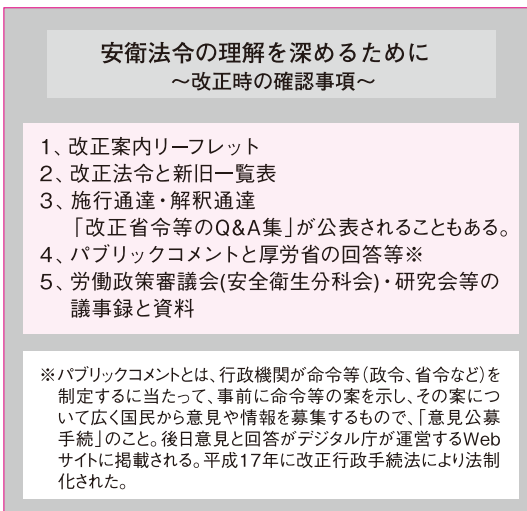 安衛法令の理解を深めるために
～改正時の確認事項～
1、改正案内リーフレット
2、改正法令と新旧一覧表
3、施行通達・解釈通達
「改正省令等のQ&A集」が公表されることもある。
4、パブリックコメントと厚労省の回答等※
5、労働政策審議会(安全衛生分科会)・研究会等の
議事録と資料
※パブリックコメントとは、行政機関が命令等(政令、省令など)を
制定するに当たって、事前に命令等の案を示し、その案につ
いて広く国民から意見や情報を募集するもので、「意見公募
手続」のこと。後日意見と回答がデジタル庁が運営するWeb
サイトに掲載される。平成17年に改正行政手続法により法制
化された。